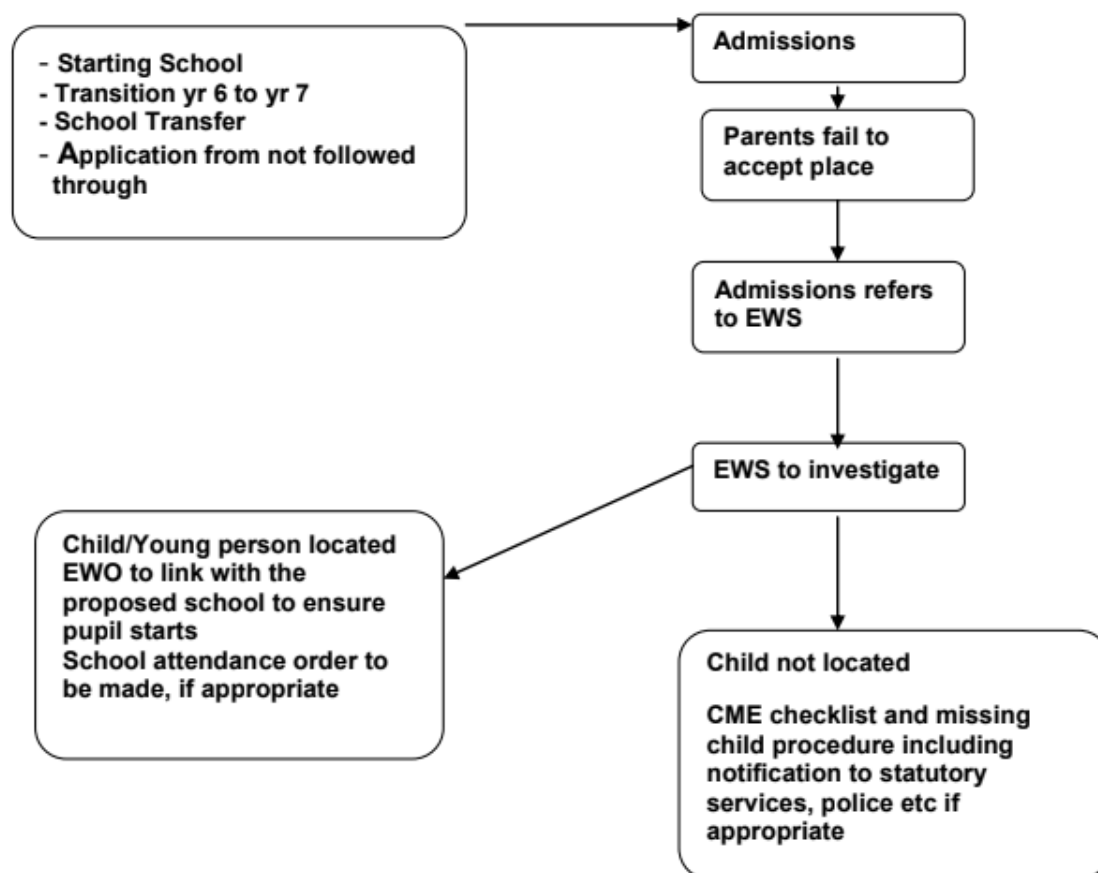 - Starting School
- Transition yr 6 to yr 7
- School Transfer
- Application from not followed
through
Admissions
Parents fail to
accept place
Admissions refers
to EWS
EWS to investigate
Child/Young person located
EWO to link with the
proposed school to ensure
pupil starts
School attendance order to
be made, if appropriate
Child not located
CME checklist and missing
child procedure including
notification to statutory
services, police etc if
appropriate